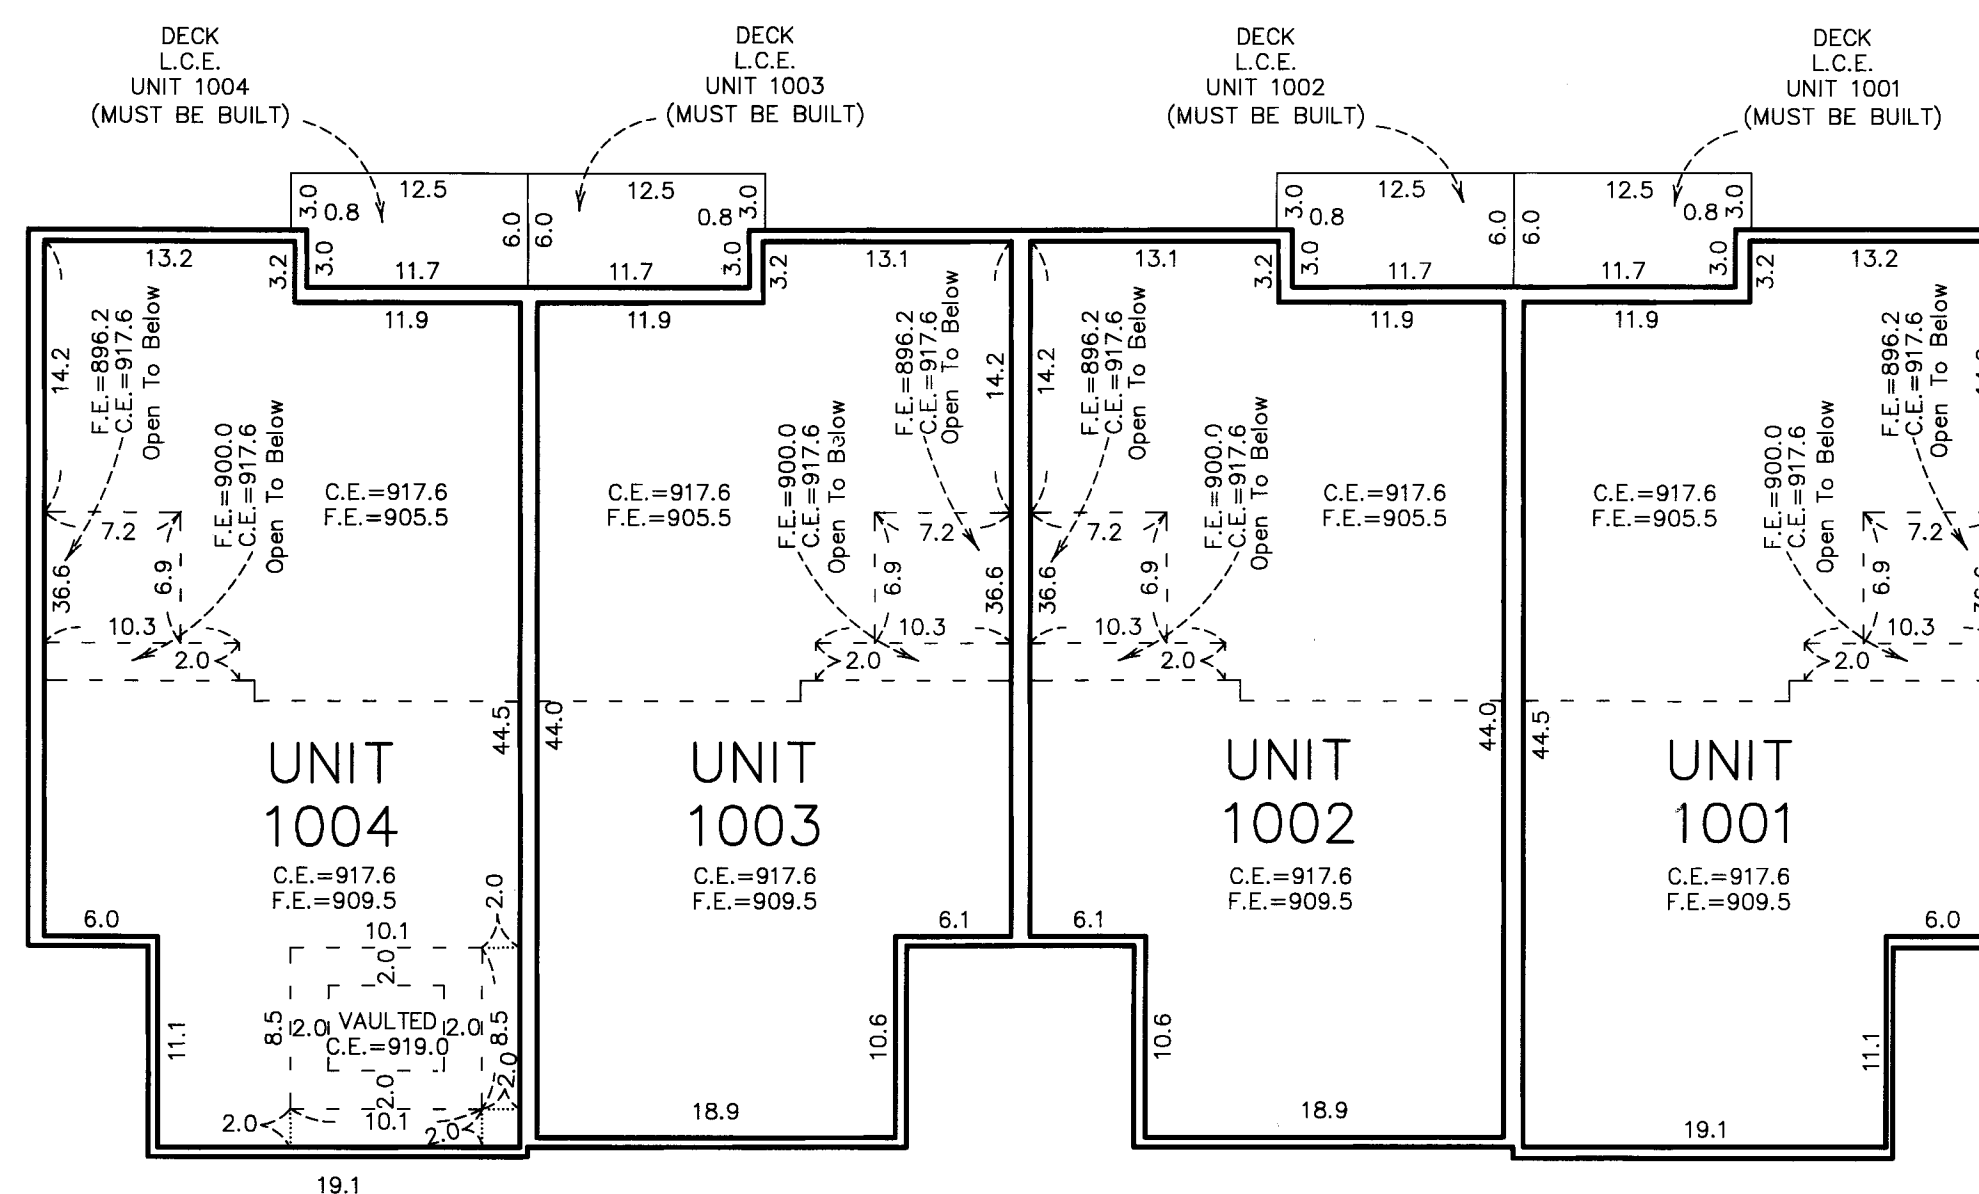 DECK
L.C.E.
UNIT 1004
(MUST BE BUILT)
DECK
L.C.E.
UNIT 1003
(MUST BE BUILT)
DECK
L.C.E.
UNIT 1002
(MUST BE BUILT)
DECK
L.C.E.
UNIT 1001
(MUST BE BUILT)
3.0
0.8
12.5
6.0
3.0
11.7
6.0
12.5
0.8
3.0
11.7
3.0
3.0
0.8
12.5
6.0
3.0
11.7
6.0
12.5
0.8
3.0
11.7
3.0
13.2
3.2
11.9
14.2
F.E.=896.2
C.E.=917.6
Open To Below
F.E.=900.0
C.E.=917.6
Open To Below
C.E.=917.6
F.E.=905.5
7.2
36.6
6.9
10.3
2.0
44.5
UNIT
1004
C.E.=917.6
F.E.=909.5
6.0
11.1
10.1
2.0
2.0
8.5
2.0
VAULTED
C.E.=919.0
2.0
8.5
2.0
2.0
2.0
10.1
2.0
19.1
11.9
3.2
13.1
14.2
F.E.=896.2
C.E.=917.6
Open To Below
F.E.=900.0
C.E.=917.6
Open To Below
C.E.=917.6
F.E.=905.5
7.2
36.6
6.9
10.3
2.0
44.0
UNIT
1003
C.E.=917.6
F.E.=909.5
6.1
10.6
18.9
13.1
3.2
11.9
14.2
F.E.=896.2
C.E.=917.6
Open To Below
F.E.=900.0
C.E.=917.6
Open To Below
C.E.=917.6
F.E.=905.5
7.2
36.6
6.9
10.3
2.0
44.0
UNIT
1002
C.E.=917.6
F.E.=909.5
6.1
10.6
18.9
11.9
3.2
13.2
F.E.=896.2
C.E.=917.6
Open To Below
F.E.=900.0
C.E.=917.6
Open To Below
C.E.=917.6
F.E.=905.5
7.2
6.9
10.3
2.0
44.5
UNIT
1001
C.E.=917.6
F.E.=909.5
6.0
11.1
19.1